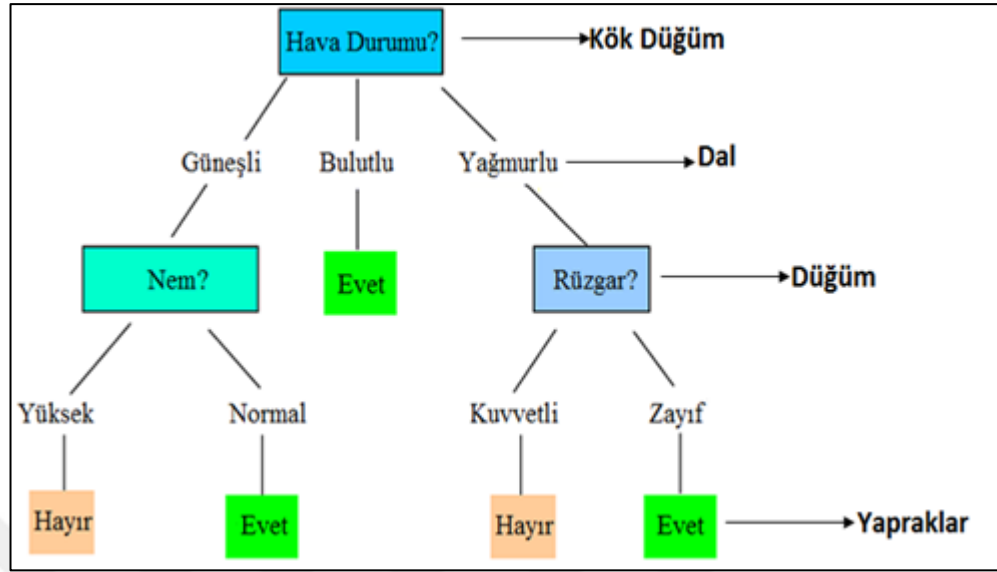 Hava Durumu?
Kök Düğüm
Güneşli
Bulutlu
Yağmurlu
Dal
Nem?
Evet
Rüzgar?
Düğüm
Yüksek
Normal
Kuvvetli
Zayıf
Hayır
Evet
Hayır
Evet
Yapraklar